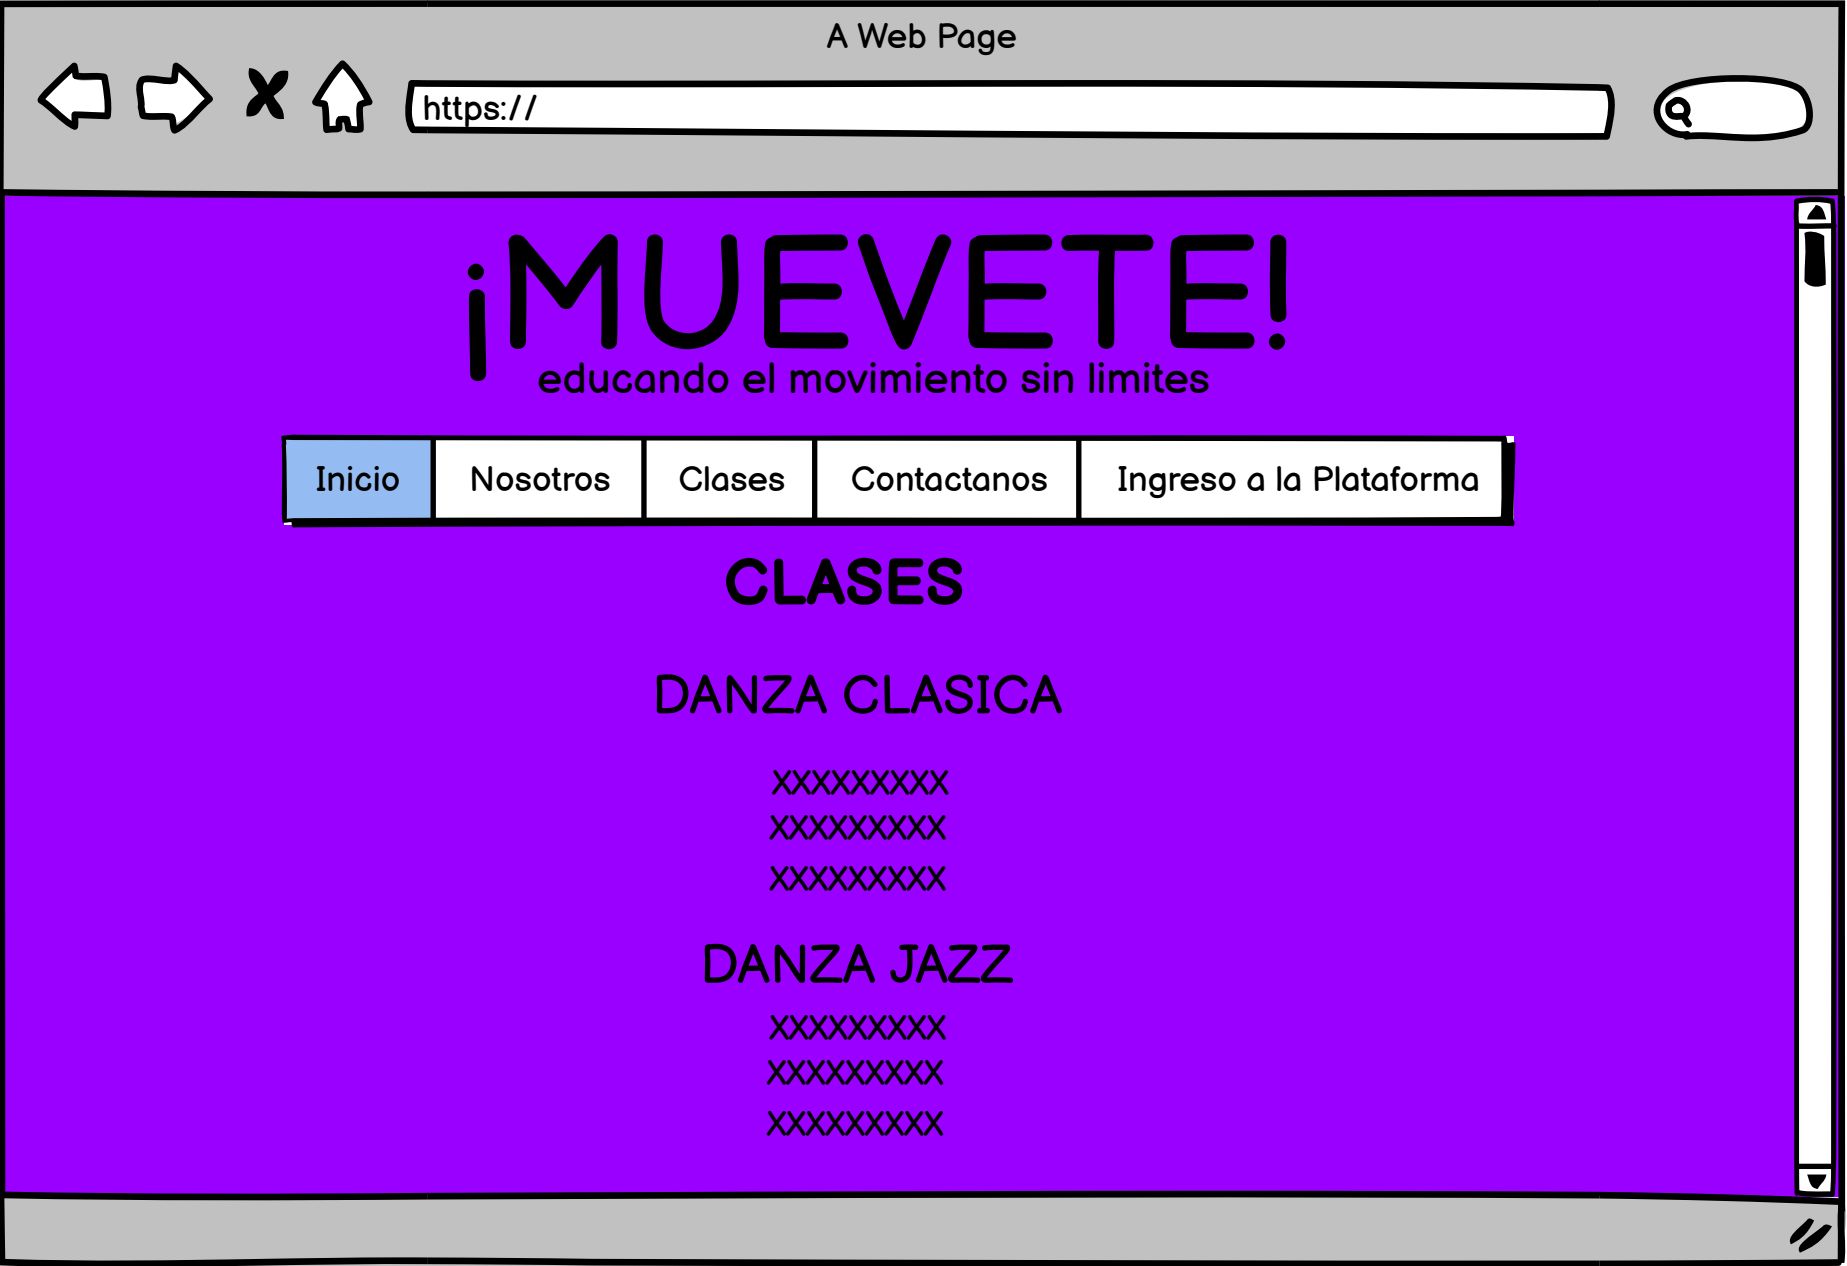 A Web Page
https://
¡MUEVETE!
educando el movimiento sin limites
Inicio Nosotros Clases Contactanos Ingreso a la Plataforma
CLASES
DANZA CLASICA
XXXXXXXXX
XXXXXXXXX
XXXXXXXXX
DANZA JAZZ
XXXXXXXXX
XXXXXXXXX
XXXXXXXXX